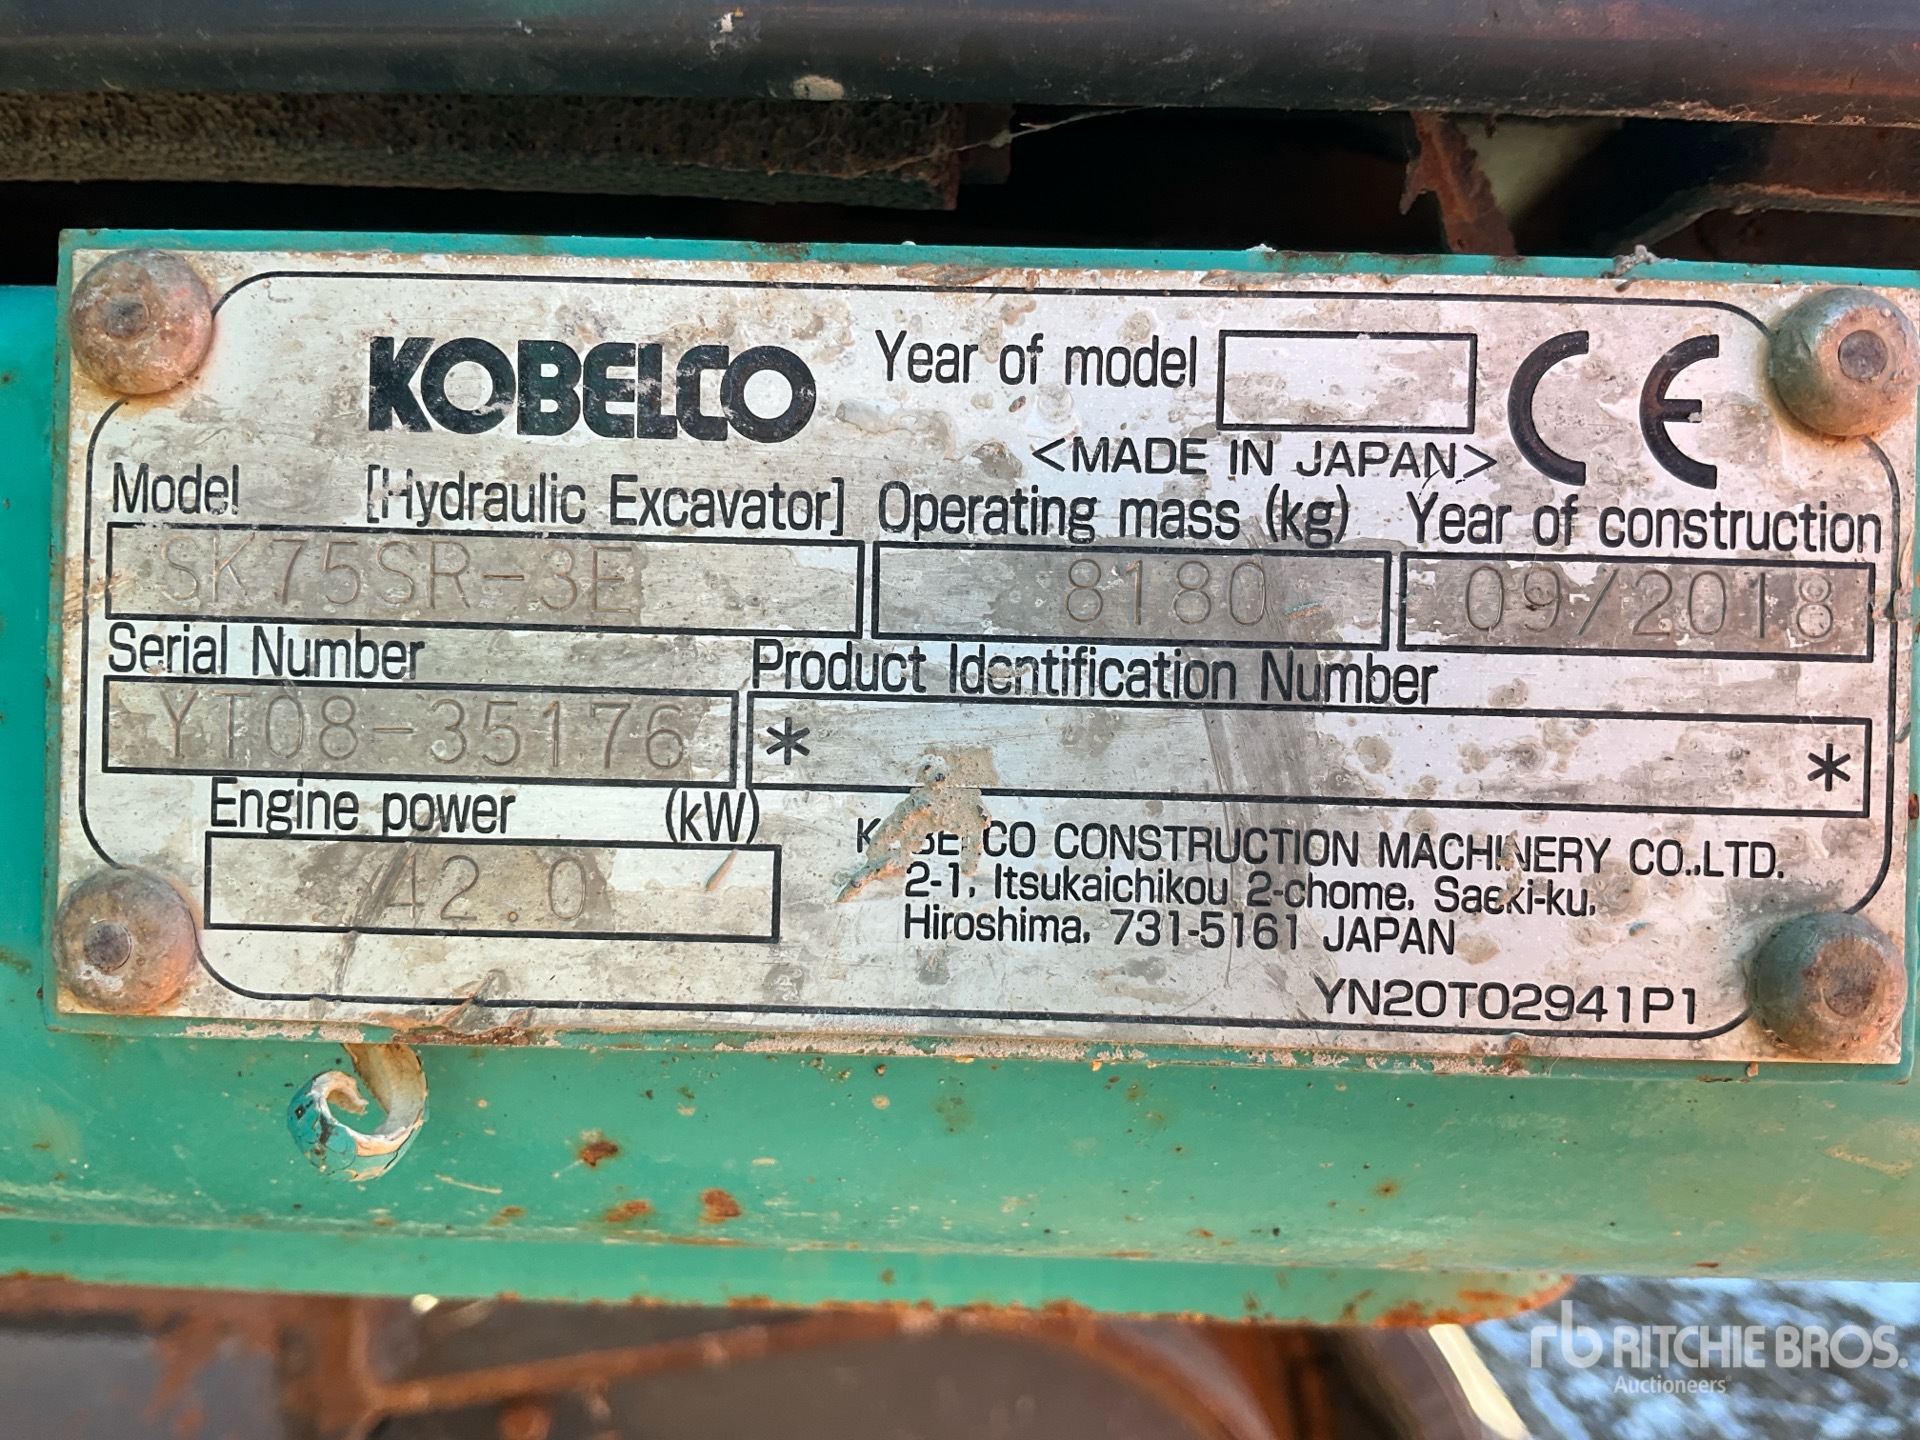 KOBELCO Year of model
<MADE IN JAPAN>
CE
Model [Hydraulic Excavator] Operating mass (kg) Year of construction
SK75SR-3E 8180 09/2018
Serial Number Product Identification Number
YT08-35176 * *
Engine power (kW)
42.0
KOBELCO CONSTRUCTION MACHINERY CO.,LTD.
2-1, Itsukaichikou 2-chome, Saeki-ku,
Hiroshima, 731-5161 JAPAN
YN20T02941P1
rb RITCHIE BROS.
Auctioneers